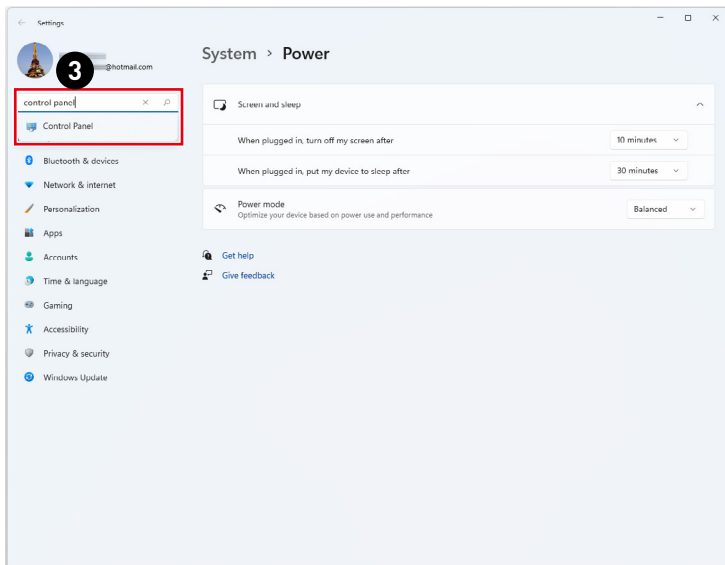 Settings
@hotmail.com
3
control panel
Control Panel
Bluetooth & devices
Network & internet
Personalization
Apps
Accounts
Time & language
Gaming
Accessibility
Privacy & security
Windows Update
System > Power
Screen and sleep
When plugged in, turn off my screen after
10 minutes
When plugged in, put my device to sleep after
30 minutes
Power mode
Optimize your device based on power use and performance
Balanced
Get help
Give feedback